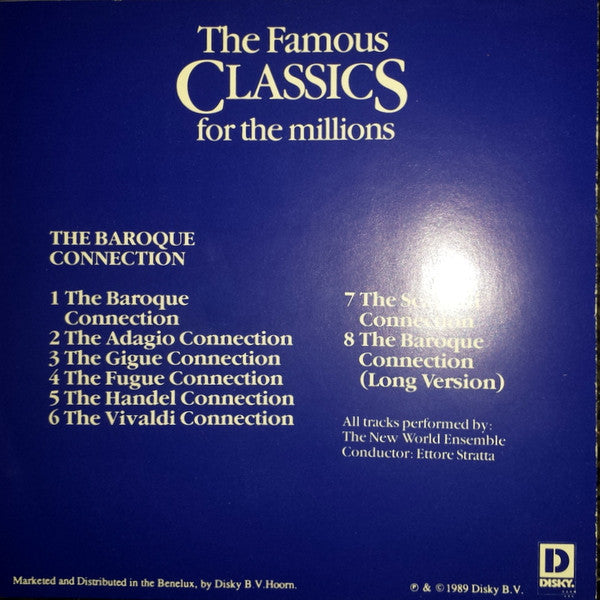 The Famous
CLASSICS
for the millions
THE BAROQUE
CONNECTION
1 The Baroque
Connection
2 The Adagio Connection
3 The Gigue Connection
4 The Fugue Connection
5 The Handel Connection
6 The Vivaldi Connection
7 The
Connection
8 The Baroque
Connection
(Long Version)
All tracks performed by:
The New World Ensemble
Conductor: Ettore Stratta
D
DISKY.
Marketed and Distributed in the Benelux, by Disky B.V. Hoorn.
℗ & © 1989 Disky B.V.